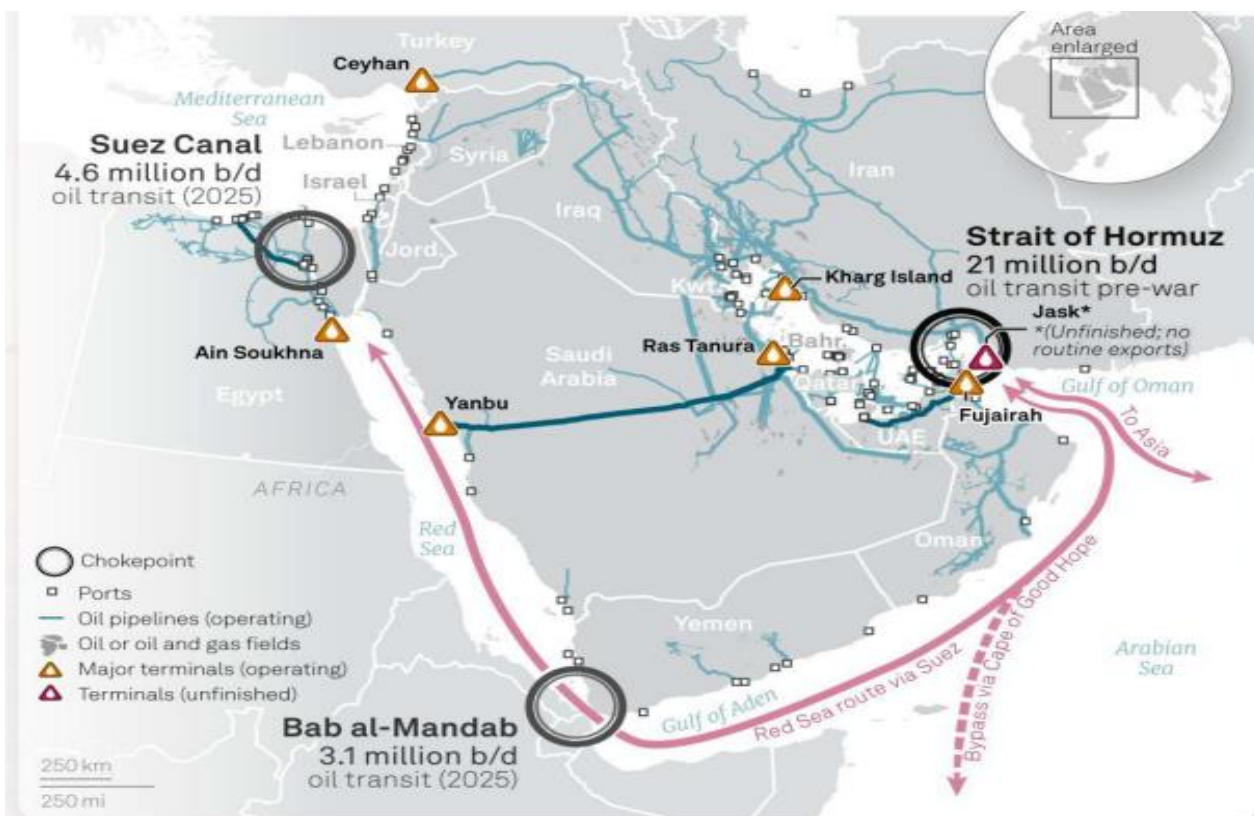 Area
enlarged
Turkey
Ceyhan
Mediterranean
Sea
Suez Canal
4.6 million b/d
oil transit (2025)
Lebanon
Syria
Israel
Iraq
Iran
Jord.
Kwt.
Kharg Island
Strait of Hormuz
21 million b/d
oil transit pre-war
Jask*
*(Unfinished; no
routine exports)
Ain Soukhna
Ras Tanura
Bahr.
Saudi
Arabia
Qatar
Gulf of Oman
Egypt
Yanbu
Fujairah
UAE
To Asia
AFRICA
Red
Sea
Oman
Chokepoint
Ports
Oil pipelines (operating)
Oil or oil and gas fields
Major terminals (operating)
Terminals (unfinished)
Yemen
Gulf of Aden
Red Sea route via Suez
Bypass via Cape of Good Hope
Arabian
Sea
Bab al-Mandab
3.1 million b/d
oil transit (2025)
250 km
250 mi